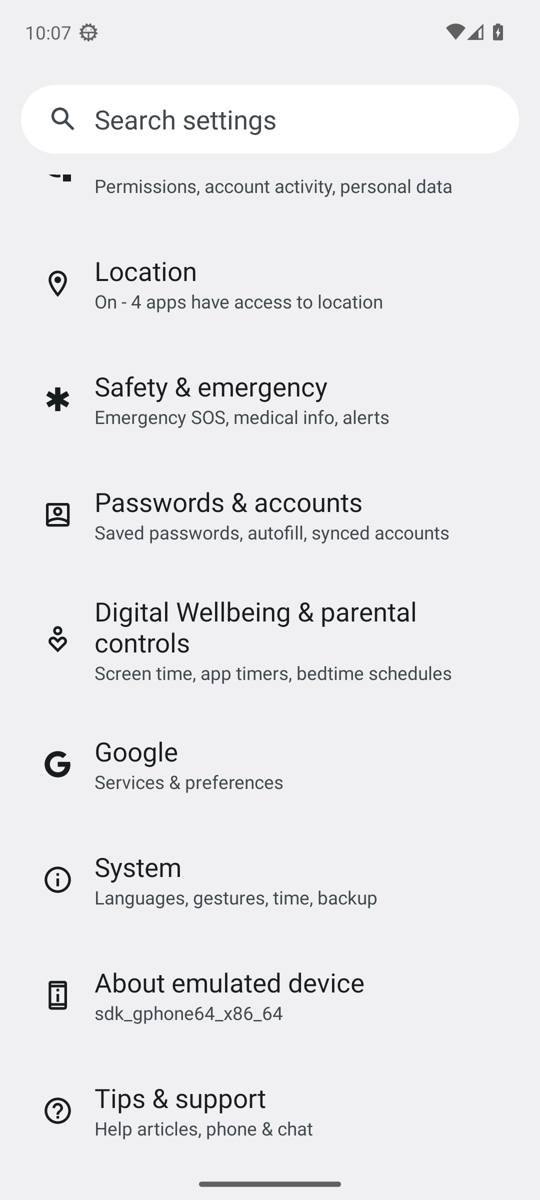 10:07
Search settings
Permissions, account activity, personal data
Location
On - 4 apps have access to location
Safety & emergency
Emergency SOS, medical info, alerts
Passwords & accounts
Saved passwords, autofill, synced accounts
Digital Wellbeing & parental
controls
Screen time, app timers, bedtime schedules
Google
Services & preferences
System
Languages, gestures, time, backup
About emulated device
sdk_gphone64_x86_64
Tips & support
Help articles, phone & chat